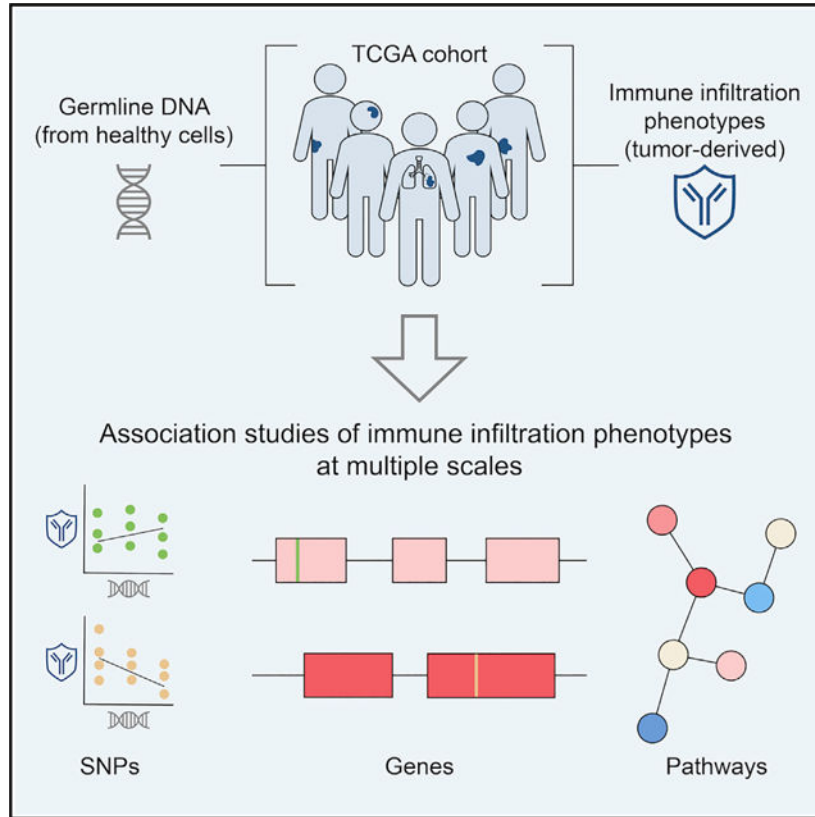 TCGA cohort
Germline DNA
(from healthy cells)
Immune infiltration
phenotypes
(tumor-derived)
Association studies of immune infiltration phenotypes
at multiple scales
SNPs
Genes
Pathways